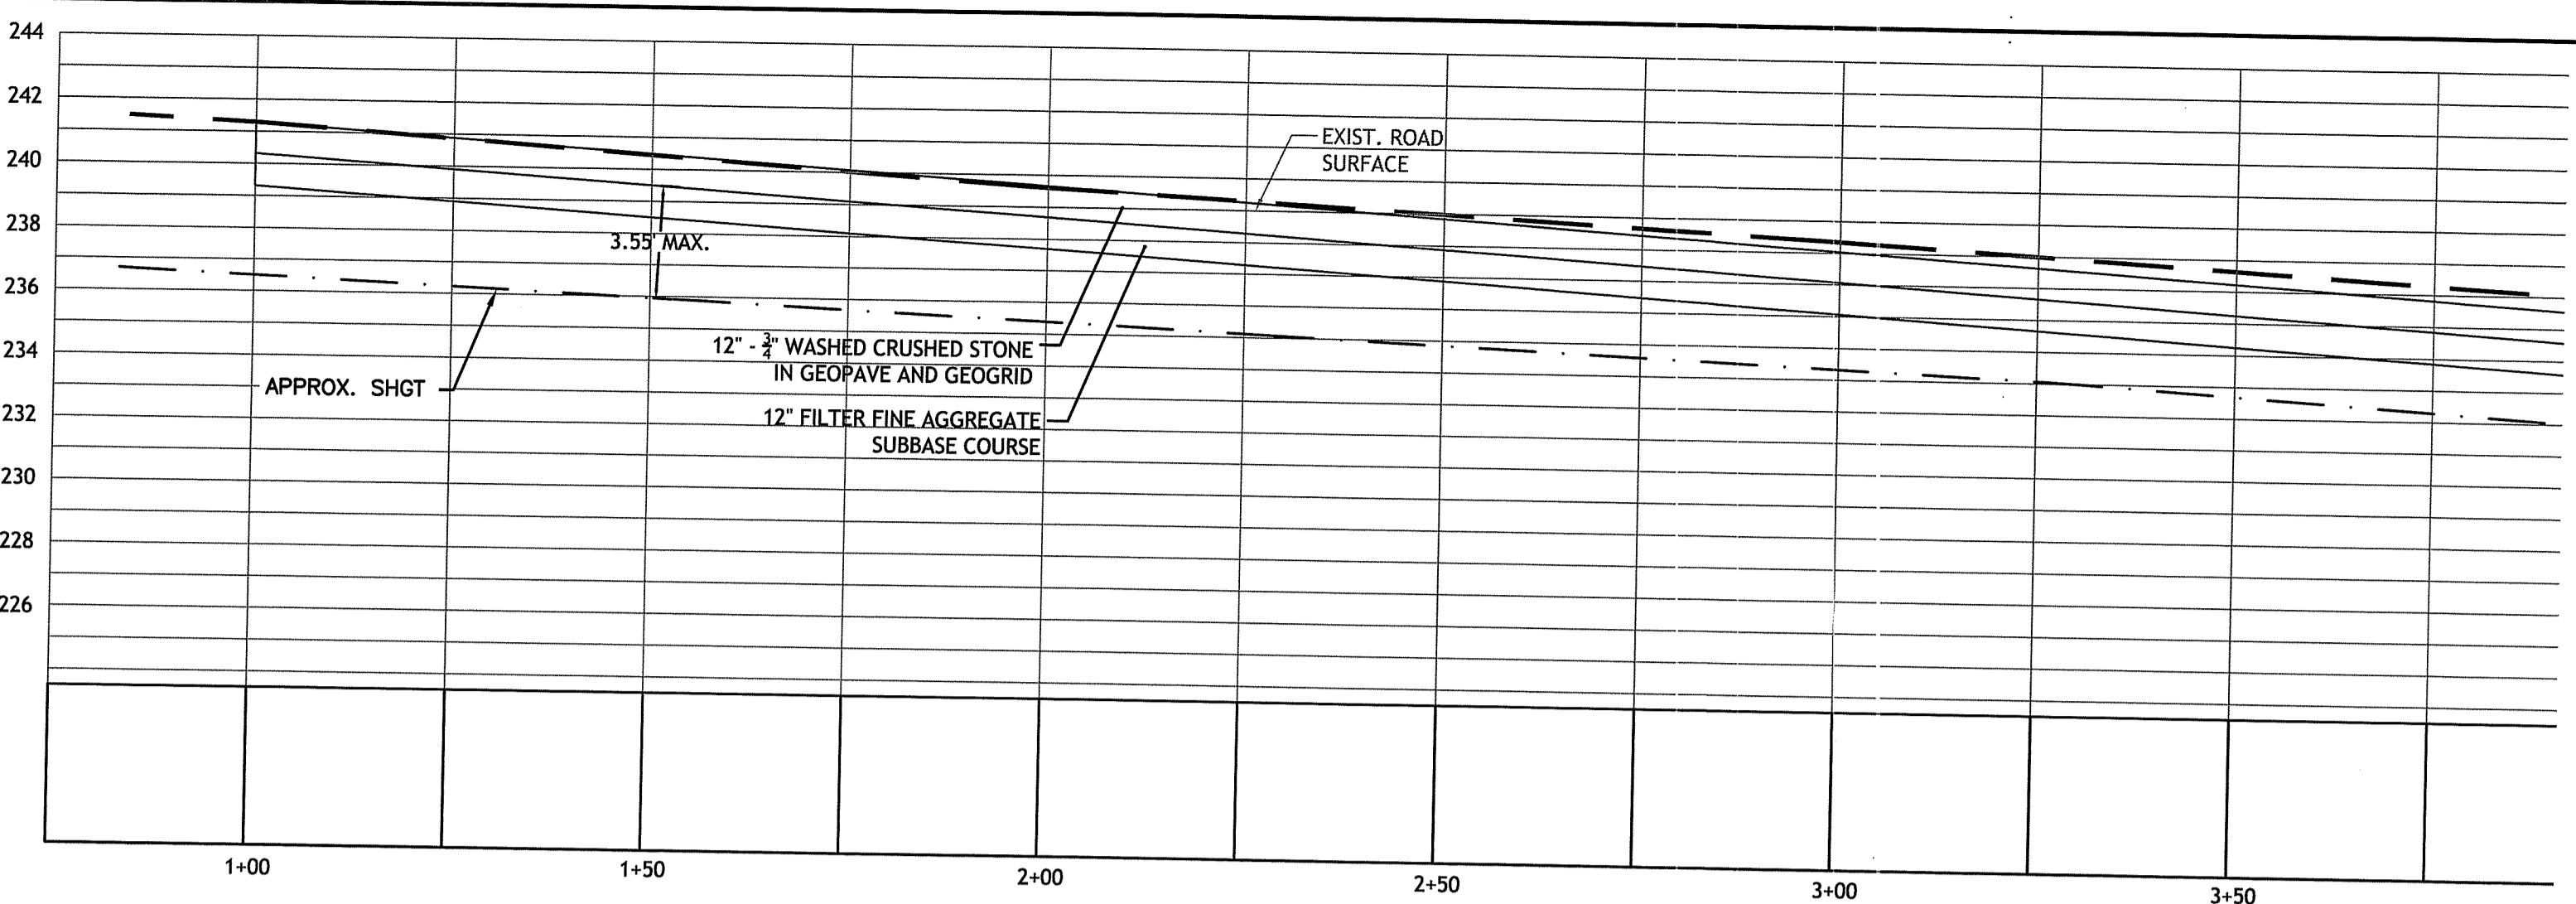 244
242
240
238
236
234
232
230
228
226
EXIST. ROAD
SURFACE
3.55' MAX.
12" - 3/4" WASHED CRUSHED STONE
IN GEOPAVE AND GEOGRID
APPROX. SHGT
12" FILTER FINE AGGREGATE
SUBBASE COURSE
1+00
1+50
2+00
2+50
3+00
3+50